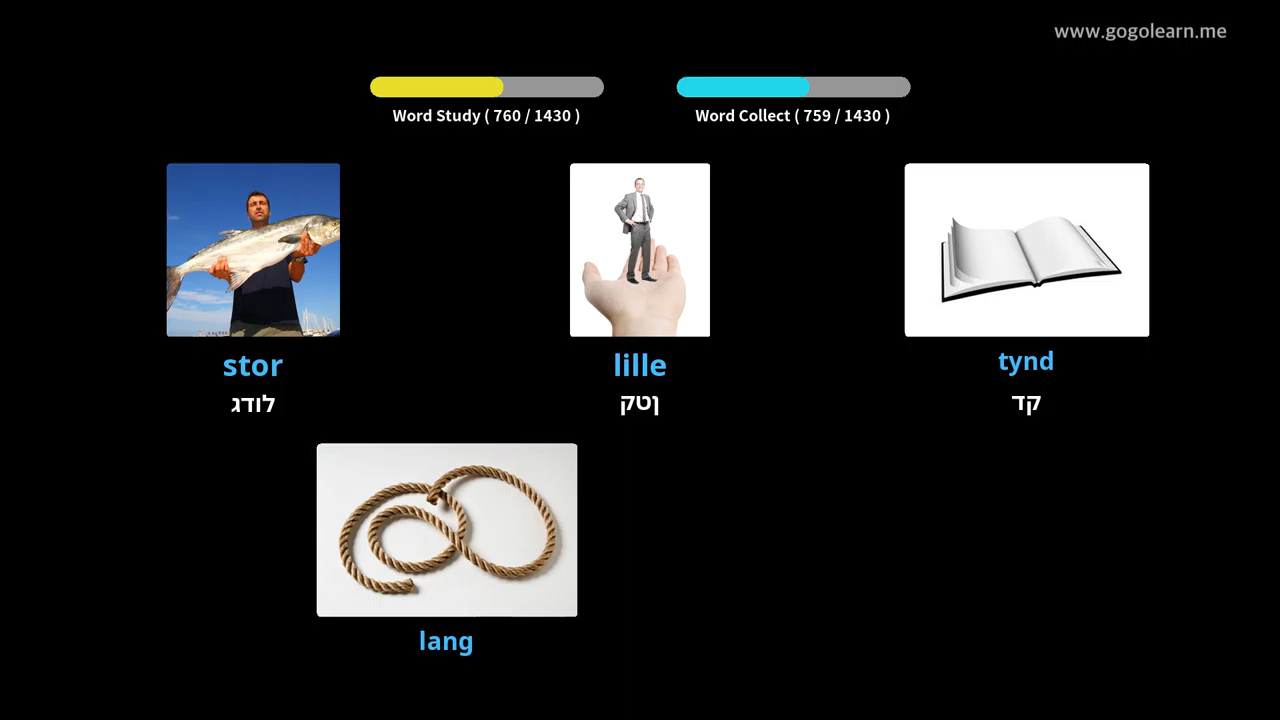 www.gogolearn.me
Word Study ( 760 / 1430 )
Word Collect ( 759 / 1430 )
stor
לודג
lille
ןטק
tynd
קד
lang